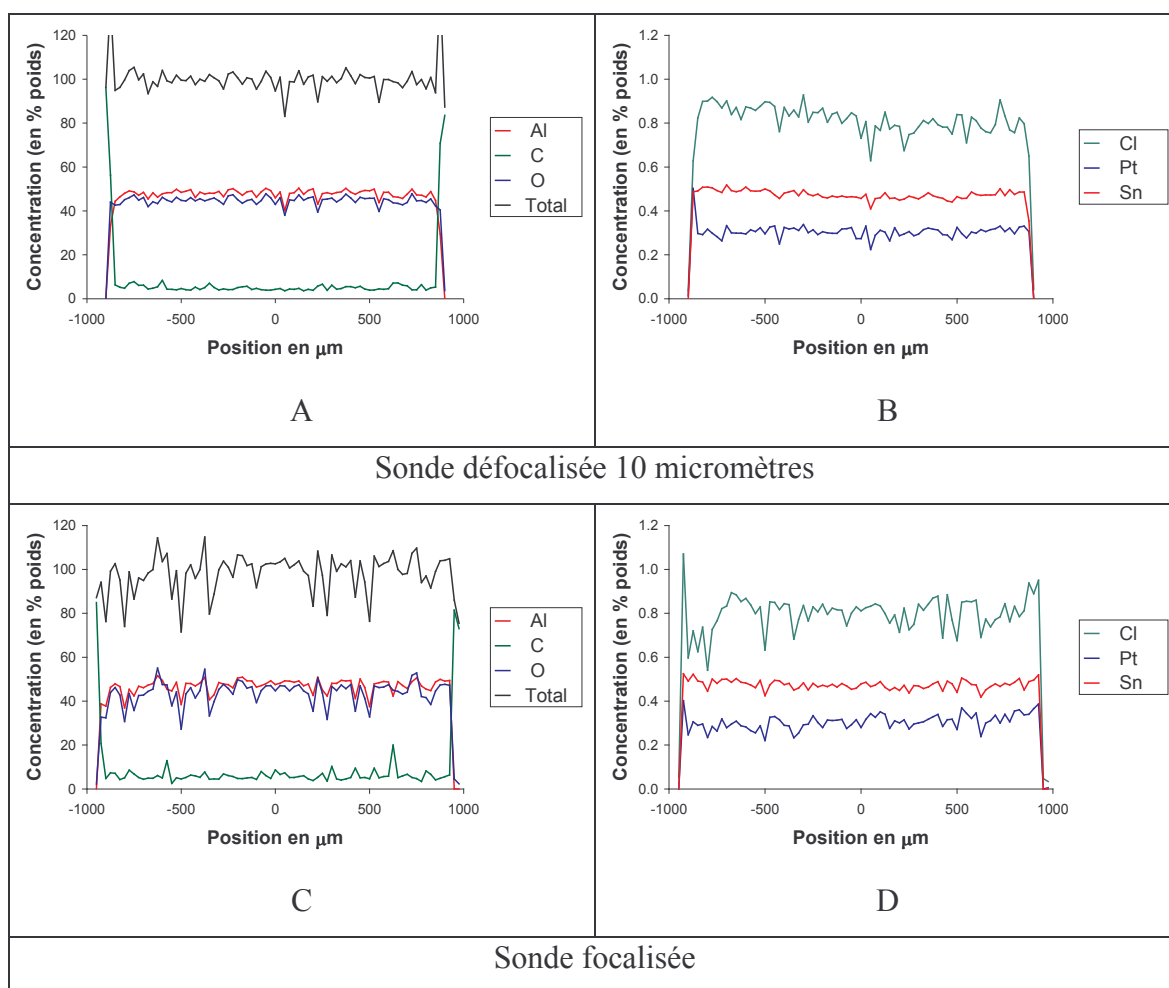 120
100
80
60
40
20
0
Concentration (en % poids)
-1000 -500 0 500 1000
Position en μm
Al
C
O
Total
A
1.2
1.0
0.8
0.6
0.4
0.2
0.0
Concentration (en % poids)
-1000 -500 0 500 1000
Position en μm
Cl
Pt
Sn
B
Sonde défocalisée 10 micromètres
120
100
80
60
40
20
0
Concentration (en % poids)
-1000 -500 0 500 1000
Position en μm
Al
C
O
Total
C
1.2
1.0
0.8
0.6
0.4
0.2
0.0
Concentration (en % poids)
-1000 -500 0 500 1000
Position en μm
Cl
Pt
Sn
D
Sonde focalisée